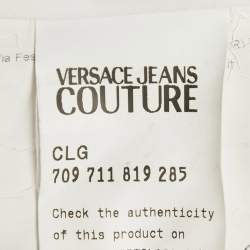 VERSACE JEANS
COUTURE
CLG
709 711 819 285
Check the authenticity
of this product on